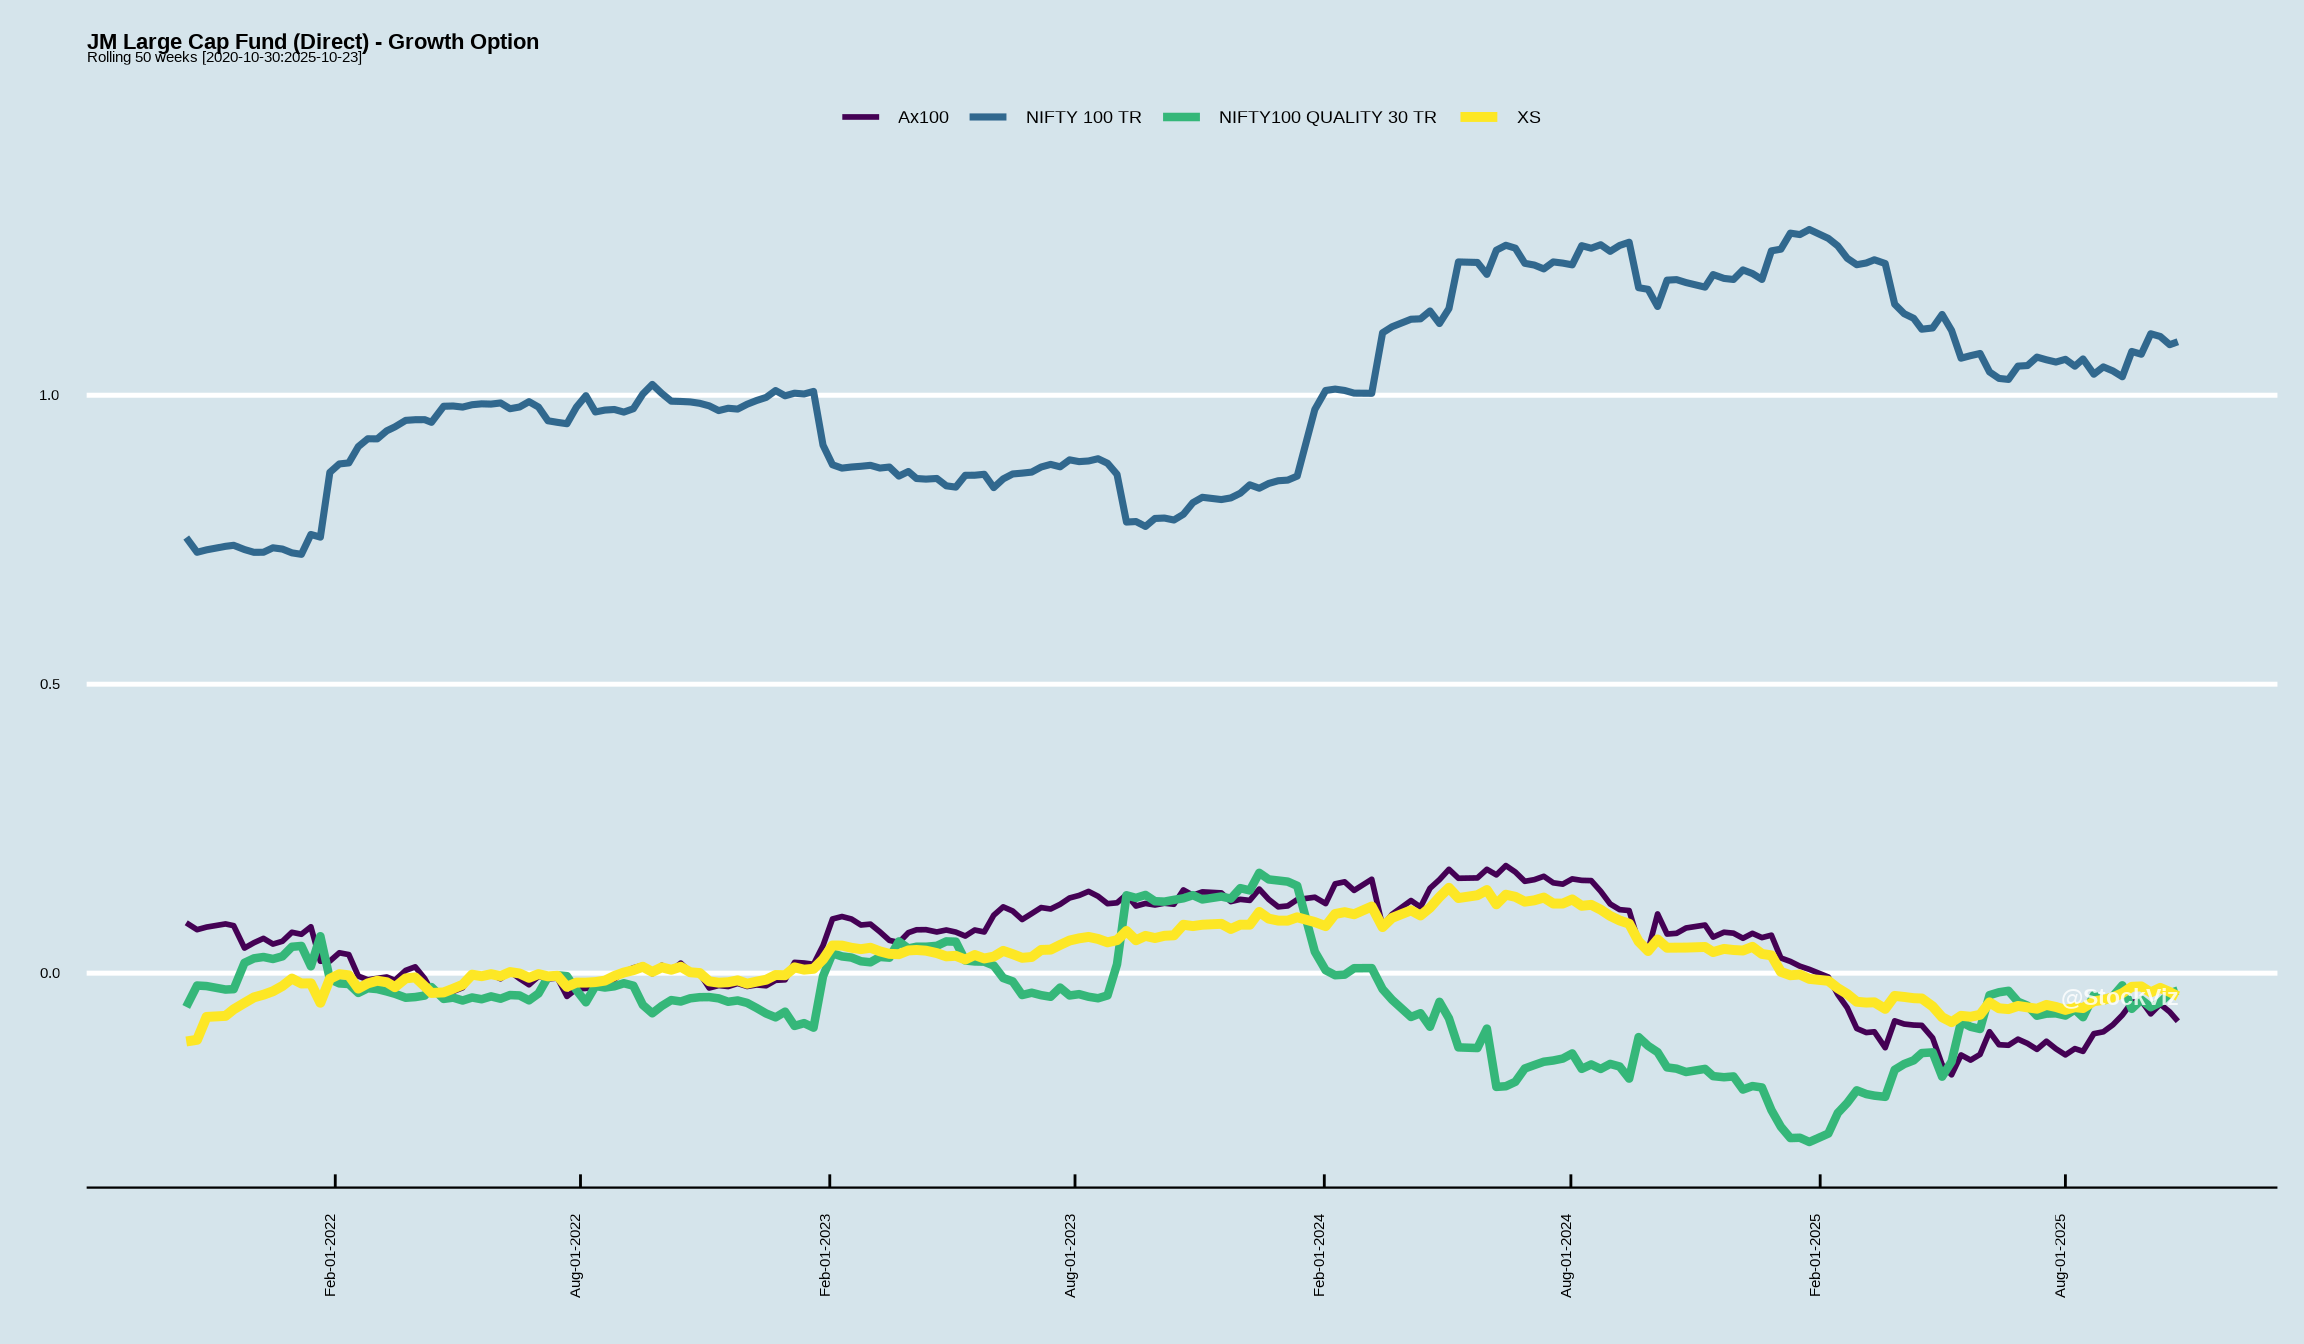 JM Large Cap Fund (Direct) - Growth Option
Rolling 50 weeks [2020-10-30:2025-10-23]
Ax100 NIFTY 100 TR NIFTY100 QUALITY 30 TR XS
1.0
0.5
0.0
@StockViz
Feb-01-2022 Aug-01-2022 Feb-01-2023 Aug-01-2023 Feb-01-2024 Aug-01-2024 Feb-01-2025 Aug-01-2025